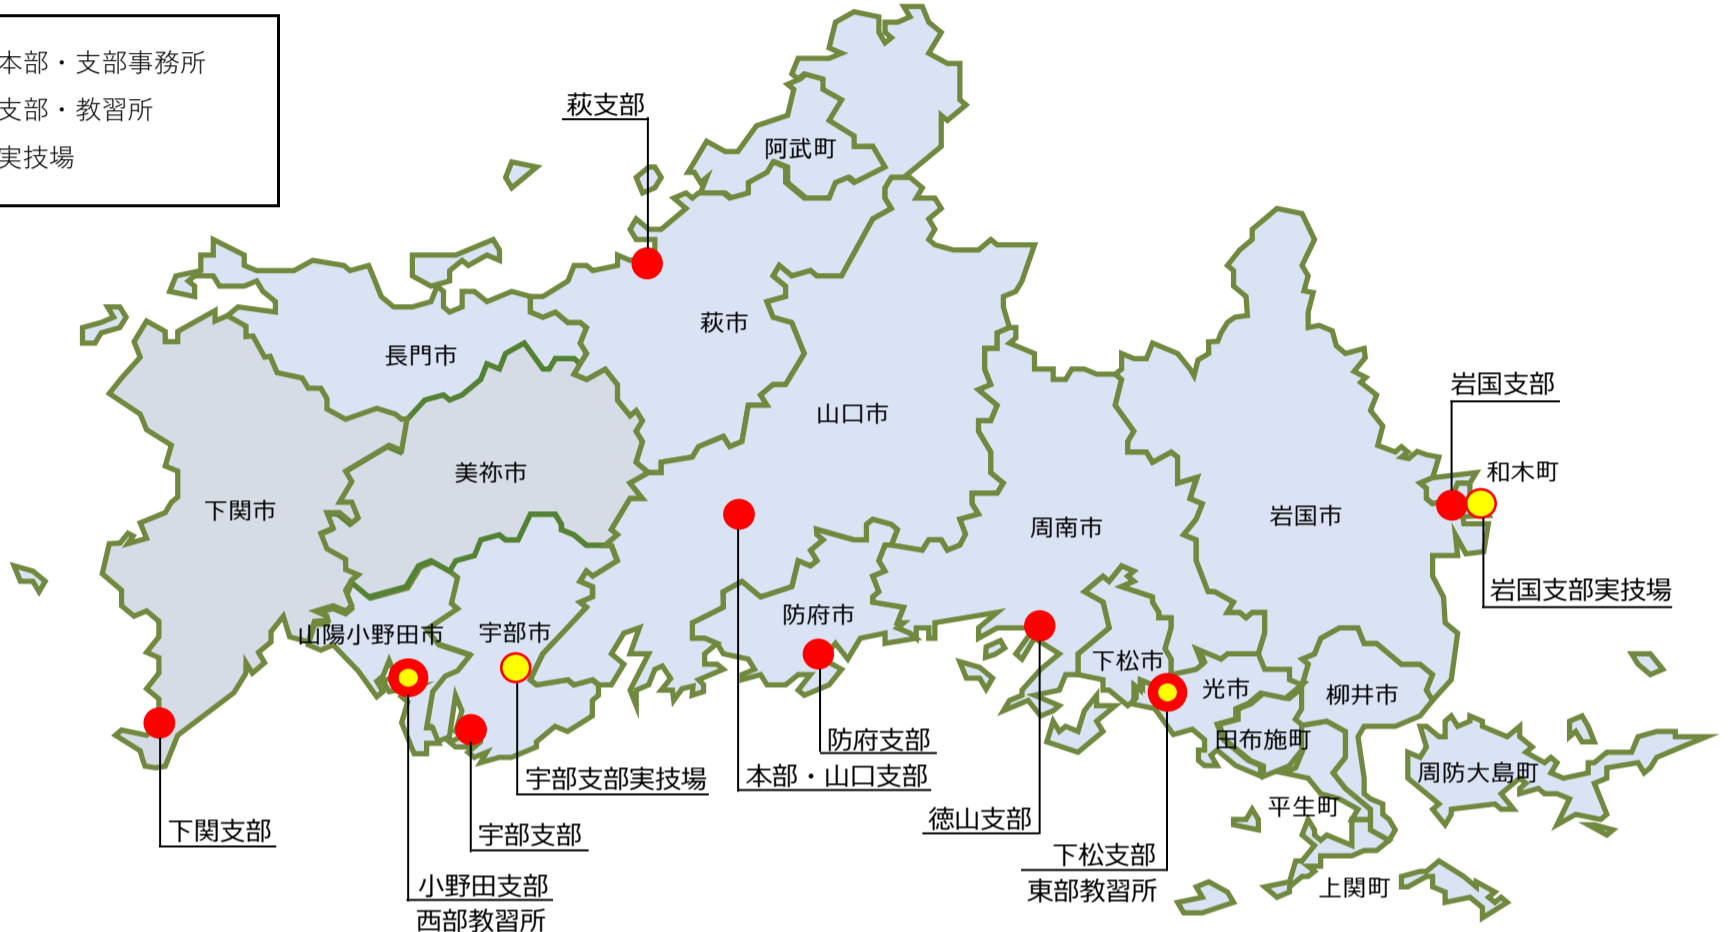 本部・支部事務所
支部・教習所
実技場
萩支部
阿武町
萩市
長門市
山口市
岩国支部
美祢市
和木町
下関市
周南市
岩国市
岩国支部実技場
防府市
山陽小野田市
宇部市
下松市
光市
柳井市
防府支部
田布施町
本部・山口支部
宇部支部実技場
周防大島町
平生町
徳山支部
下関支部
宇部支部
下松支部
東部教習所
小野田支部
西部教習所
上関町